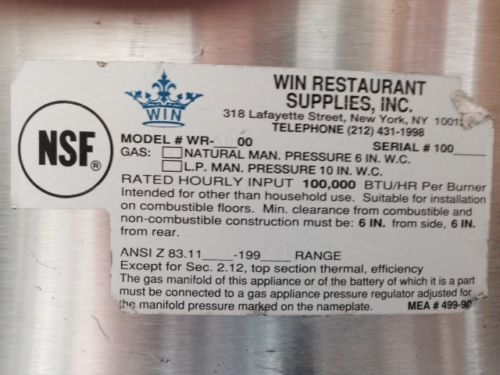 WIN RESTAURANT
SUPPLIES, INC.
318 Lafayette Street, New York, NY 10012
TELEPHONE (212) 431-1998
WIN
NSF®
MODEL # WR-___00 SERIAL # 100____
GAS: NATURAL MAN. PRESSURE 6 IN. W.C.
L.P. MAN. PRESSURE 10 IN. W.C.
RATED HOURLY INPUT 100,000 BTU/HR Per Burner
Intended for other than household use. Suitable for installation
on combustible floors. Min. clearance from combustible and
non-combustible construction must be: 6 IN. from side, 6 IN.
from rear.
ANSI Z 83.11____-199____ RANGE
Except for Sec. 2.12, top section thermal, efficiency
The gas manifold of this appliance or of the battery of which it is a part
must be connected to a gas appliance pressure regulator adjusted for
the manifold pressure marked on the nameplate. MEA # 499-90